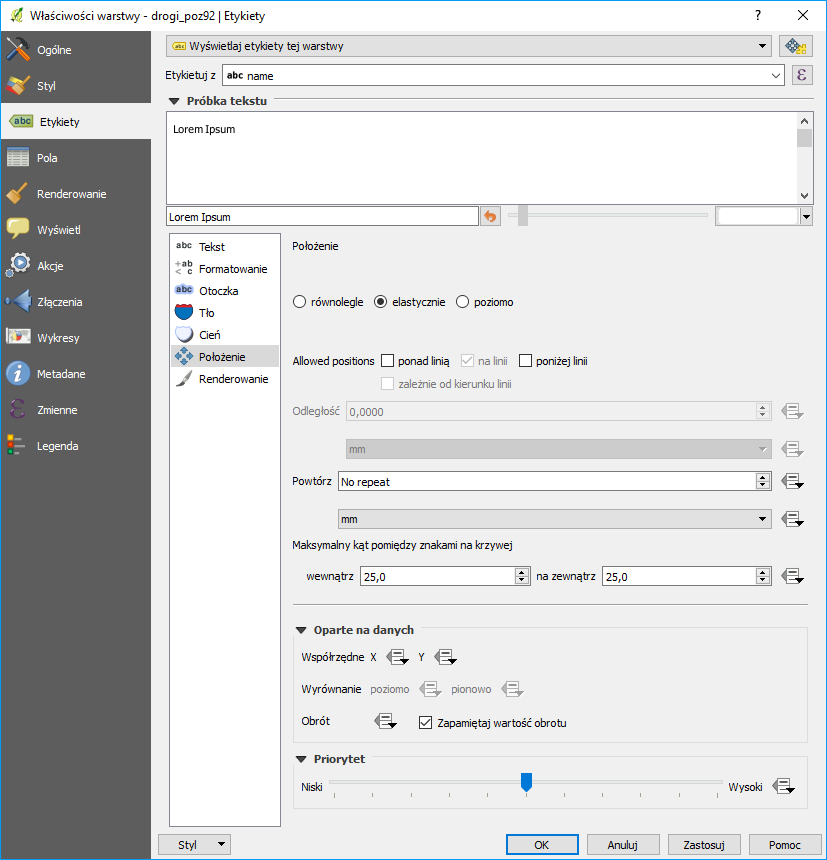 Właściwości warstwy - drogi_poz92 | Etykiety
?
Ogólne
Styl
abc Etykiety
Pola
Renderowanie
Wyświetl
Akcje
Złączenia
Wykresy
Metadane
Zmienne
Legenda
abc Wyświetlaj etykiety tej warstwy
Etykietuj z abc name ε
Próbka tekstu
Lorem Ipsum
Lorem Ipsum
abc Tekst
+ab < c Formatowanie
abc Otoczka
Tło
Cień
Położenie
Renderowanie
Położenie
równolegle elastycznie poziomo
Allowed positions ponad linią na linii poniżej linii
zależnie od kierunku linii
Odległość 0,0000
mm
Powtórz No repeat
mm
Maksymalny kąt pomiędzy znakami na krzywej
wewnątrz 25,0 na zewnątrz 25,0
Oparte na danych
Współrzędne X Y
Wyrównanie poziomo pionowo
Obrót Zapamiętaj wartość obrotu
Priorytet
Niski Wysoki
Styl OK Anuluj Zastosuj Pomoc